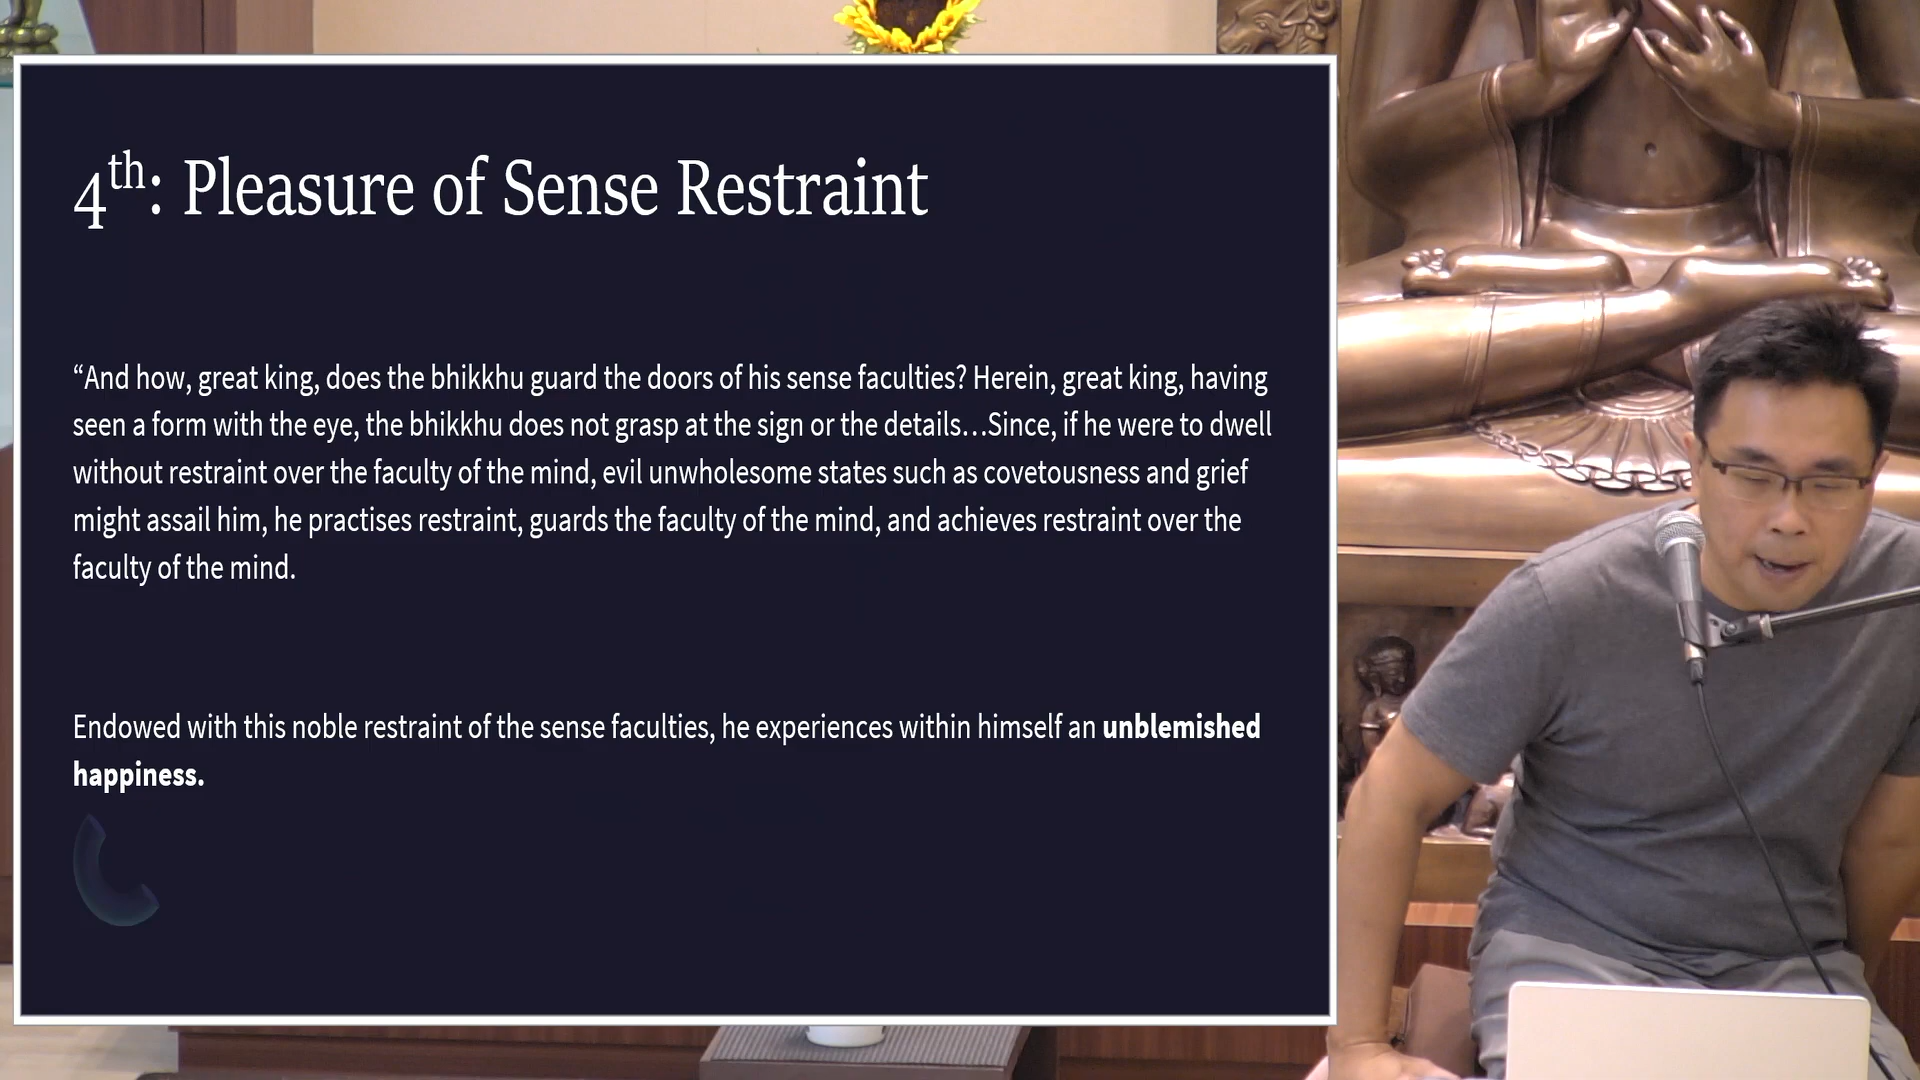 4th: Pleasure of Sense Restraint
“And how, great king, does the bhikkhu guard the doors of his sense faculties? Herein, great king, having
seen a form with the eye, the bhikkhu does not grasp at the sign or the details…Since, if he were to dwell
without restraint over the faculty of the mind, evil unwholesome states such as covetousness and grief
might assail him, he practises restraint, guards the faculty of the mind, and achieves restraint over the
faculty of the mind.
Endowed with this noble restraint of the sense faculties, he experiences within himself an unblemished
happiness.